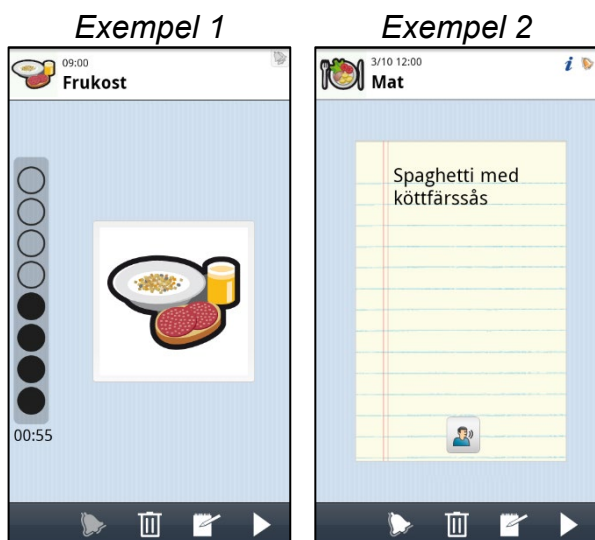 Exempel 1
09:00
Frukost
00:55
Exempel 2
3/10 12:00
i
Mat
Spaghetti med
köttfärssås